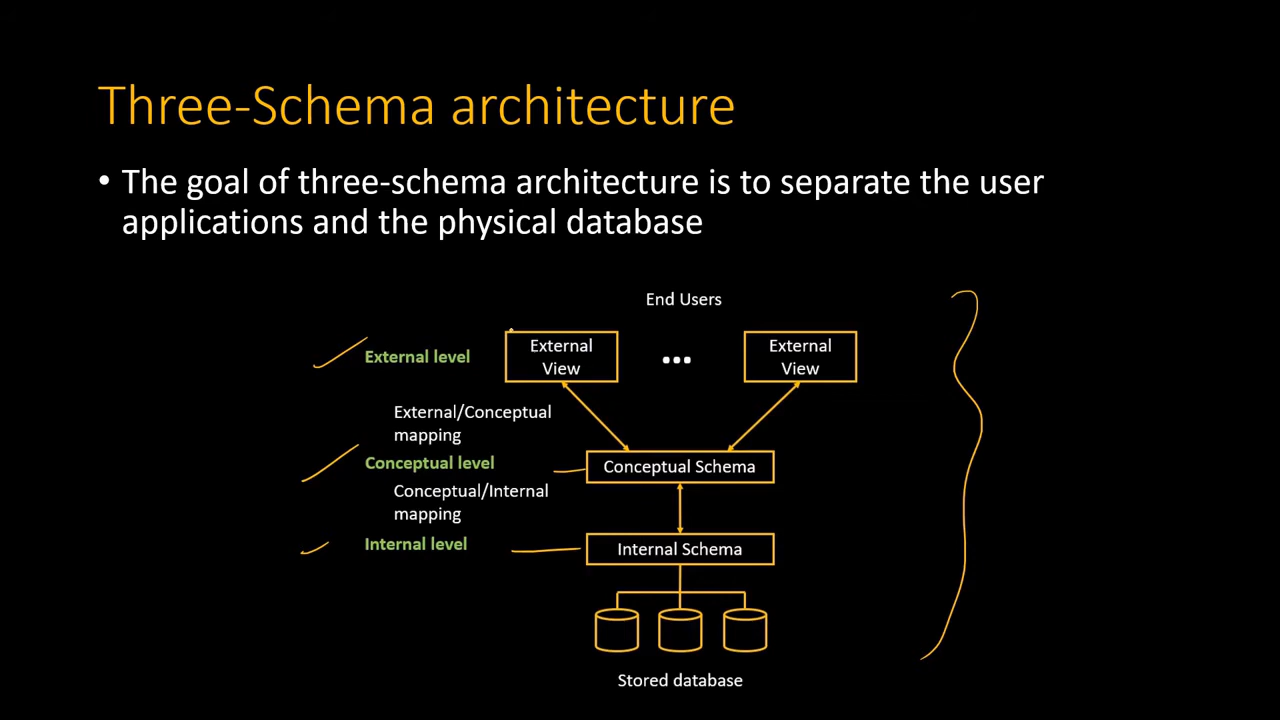 Three-Schema architecture
• The goal of three-schema architecture is to separate the user
applications and the physical database
End Users
External level
External
View
•••
External
View
External/Conceptual
mapping
Conceptual level
Conceptual Schema
Conceptual/Internal
mapping
Internal level
Internal Schema
Stored database